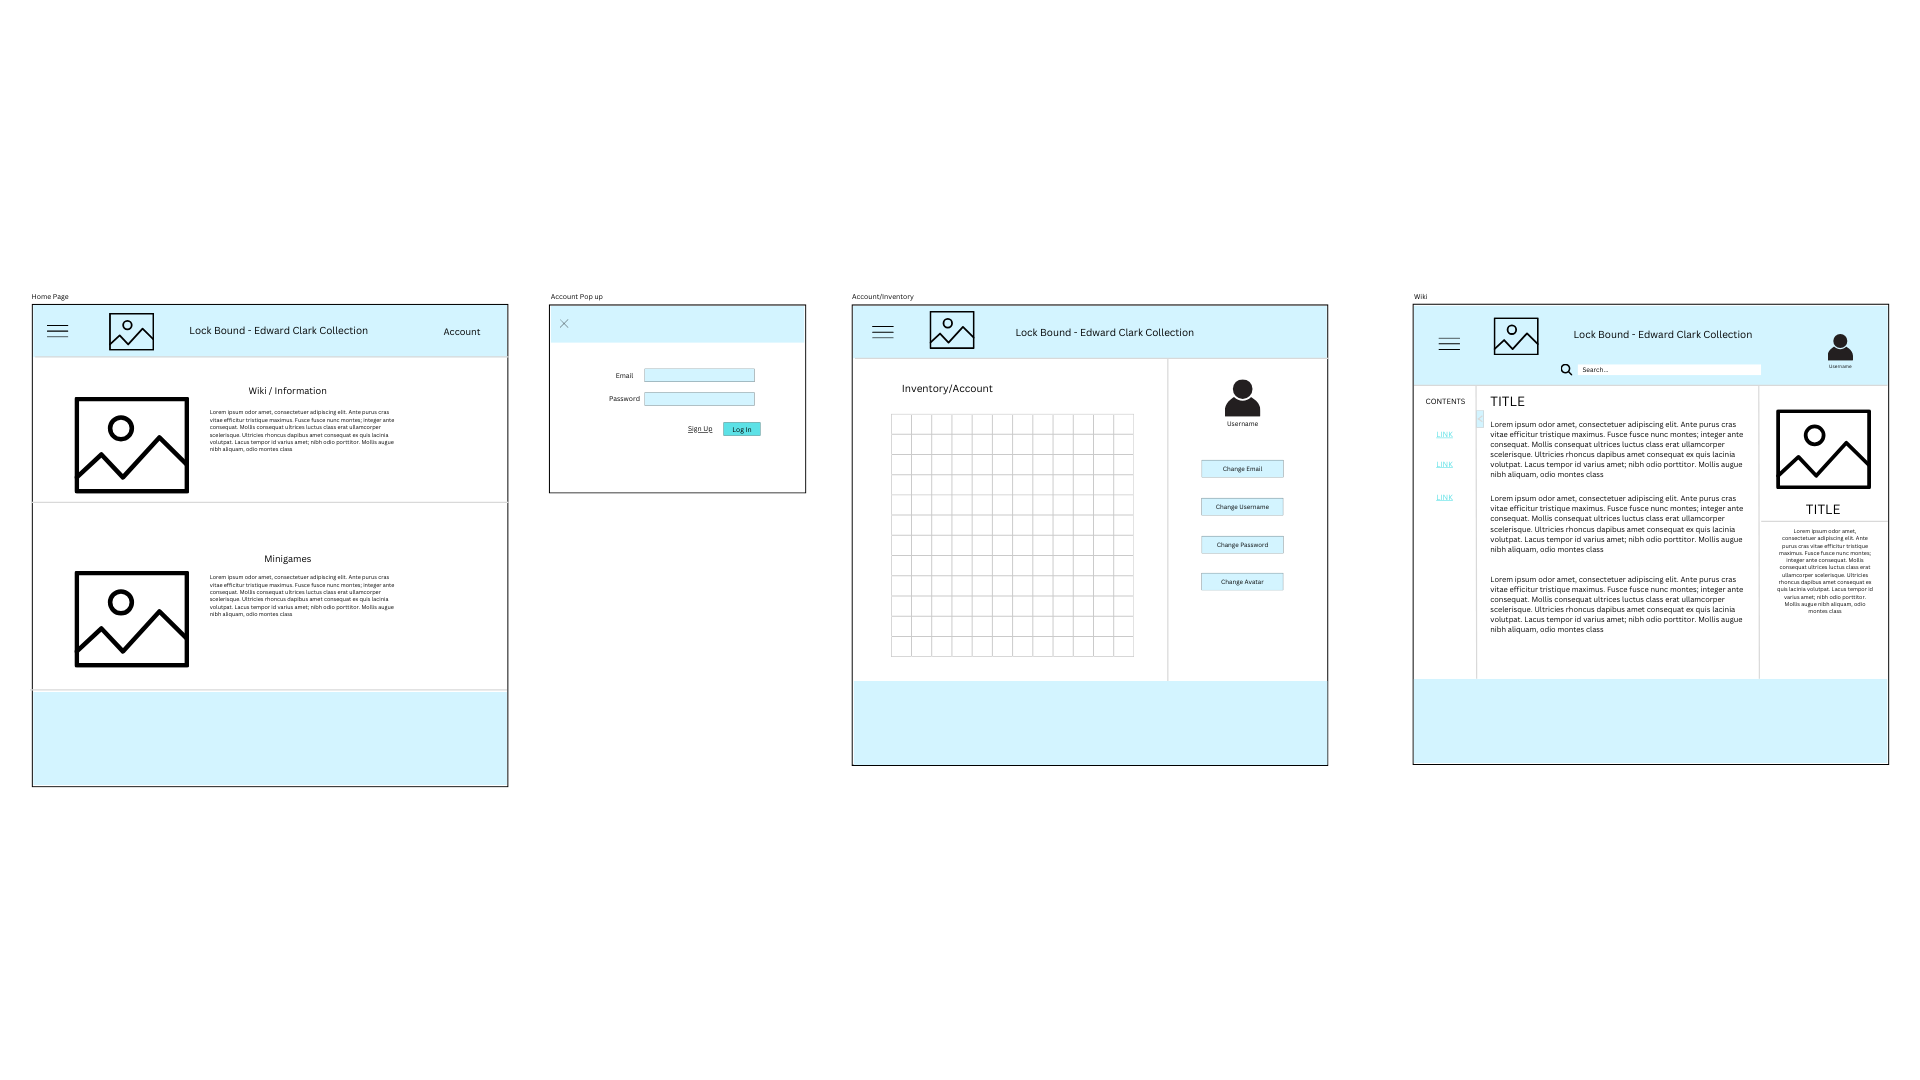 Home Page
Lock Bound - Edward Clark Collection
Account
Wiki / Information
Lorem ipsum odor amet, consectetuer adipiscing elit. Ante purus cras
vitae efficitur tristique maximus. Fusce fusce nunc montes; integer ante
consequat. Mollis consequat ultrices luctus class erat ullamcorper
scelerisque. Ultricies rhoncus dapibus amet consequat ex quis lacinia
volutpat. Lacus tempor id varius amet; nibh odio porttitor. Mollis augue
nibh aliquam, odio montes class
Minigames
Lorem ipsum odor amet, consectetuer adipiscing elit. Ante purus cras
vitae efficitur tristique maximus. Fusce fusce nunc montes; integer ante
consequat. Mollis consequat ultrices luctus class erat ullamcorper
scelerisque. Ultricies rhoncus dapibus amet consequat ex quis lacinia
volutpat. Lacus tempor id varius amet; nibh odio porttitor. Mollis augue
nibh aliquam, odio montes class
Account Pop up
Email
Password
Sign Up
Log In
Account/Inventory
Lock Bound - Edward Clark Collection
Inventory/Account
Username
Change Email
Change Username
Change Password
Change Avatar
Wiki
Lock Bound - Edward Clark Collection
Search...
Username
CONTENTS
LINK
LINK
LINK
TITLE
Lorem ipsum odor amet, consectetuer adipiscing elit. Ante purus cras
vitae efficitur tristique maximus. Fusce fusce nunc montes; integer ante
consequat. Mollis consequat ultrices luctus class erat ullamcorper
scelerisque. Ultricies rhoncus dapibus amet consequat ex quis lacinia
volutpat. Lacus tempor id varius amet; nibh odio porttitor. Mollis augue
nibh aliquam, odio montes class
Lorem ipsum odor amet, consectetuer adipiscing elit. Ante purus cras
vitae efficitur tristique maximus. Fusce fusce nunc montes; integer ante
consequat. Mollis consequat ultrices luctus class erat ullamcorper
scelerisque. Ultricies rhoncus dapibus amet consequat ex quis lacinia
volutpat. Lacus tempor id varius amet; nibh odio porttitor. Mollis augue
nibh aliquam, odio montes class
Lorem ipsum odor amet, consectetuer adipiscing elit. Ante purus cras
vitae efficitur tristique maximus. Fusce fusce nunc montes; integer ante
consequat. Mollis consequat ultrices luctus class erat ullamcorper
scelerisque. Ultricies rhoncus dapibus amet consequat ex quis lacinia
volutpat. Lacus tempor id varius amet; nibh odio porttitor. Mollis augue
nibh aliquam, odio montes class
TITLE
Lorem ipsum odor amet,
consectetuer adipiscing elit. Ante
purus cras vitae efficitur tristique
maximus. Fusce fusce nunc montes;
integer ante consequat. Mollis
consequat ultrices luctus class erat
ullamcorper scelerisque. Ultricies
rhoncus dapibus amet consequat ex
quis lacinia volutpat. Lacus tempor id
varius amet; nibh odio porttitor.
Mollis augue nibh aliquam, odio
montes class